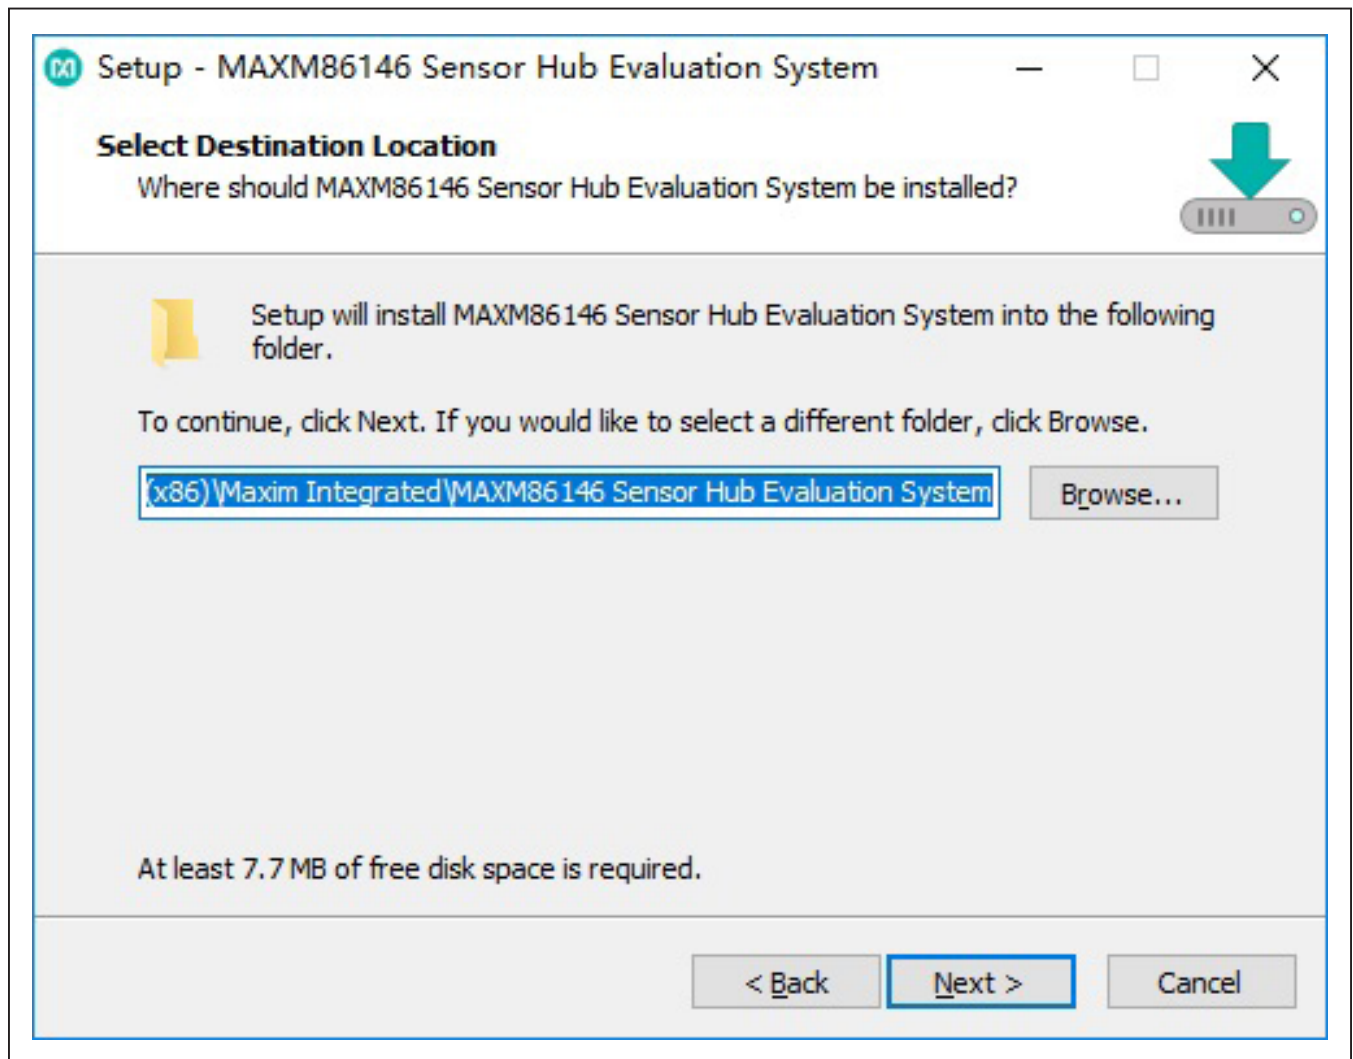 Setup - MAXM86146 Sensor Hub Evaluation System
Select Destination Location
Where should MAXM86146 Sensor Hub Evaluation System be installed?
Setup will install MAXM86146 Sensor Hub Evaluation System into the following
folder.
To continue, click Next. If you would like to select a different folder, click Browse.
(x86)\Maxim Integrated\MAXM86146 Sensor Hub Evaluation System
Browse...
At least 7.7 MB of free disk space is required.
< Back
Next >
Cancel